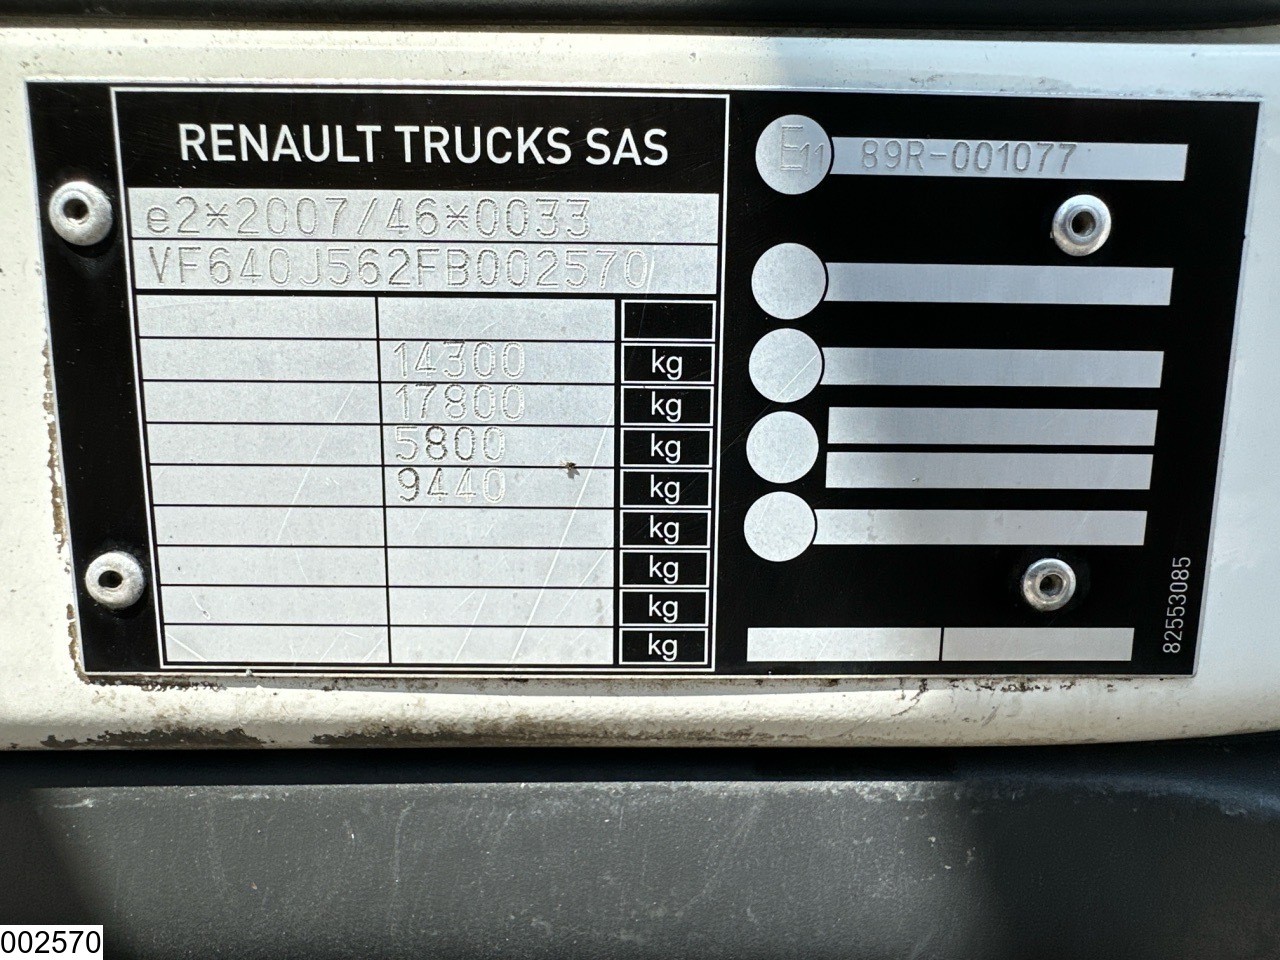 RENAULT TRUCKS SAS
e2*2007/46*0033
VF640J562FB002570
14300 kg
17800 kg
5800 kg
9440 kg
kg
kg
kg
kg
E11 89R-001077
82553085
002570